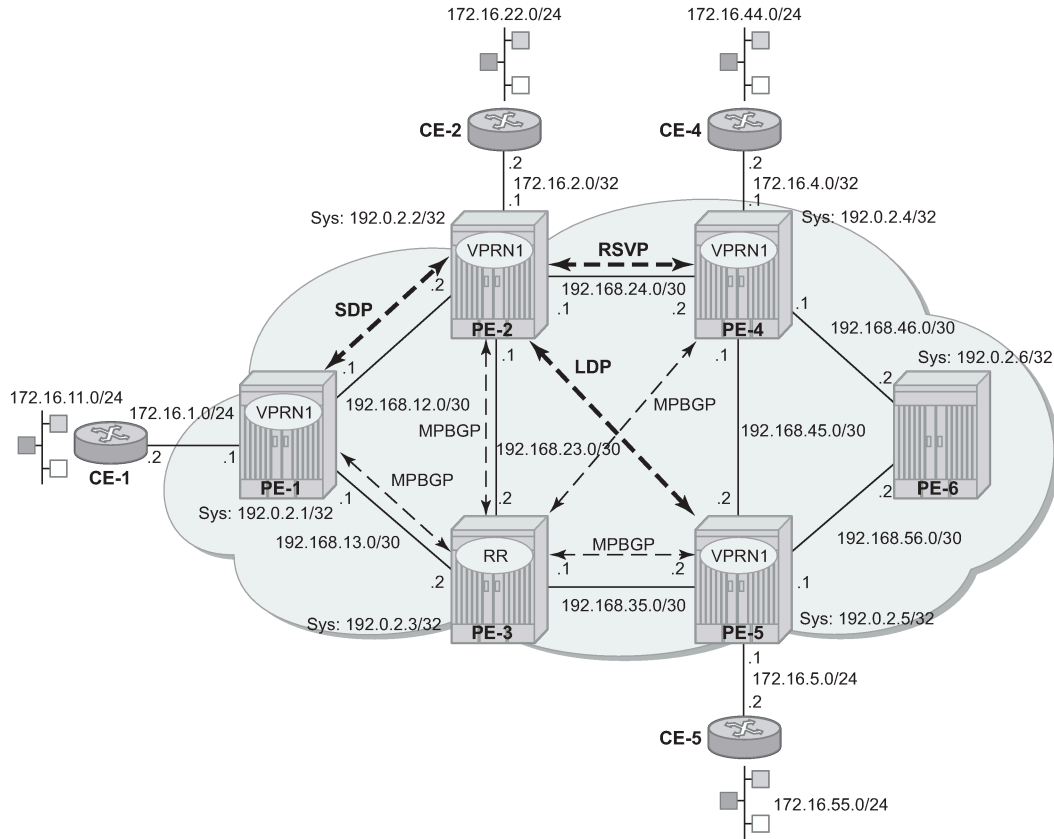 172.16.22.0/24
172.16.44.0/24
CE-2
CE-4
.2
172.16.2.0/32
.1
.2
172.16.4.0/32
.1
Sys: 192.0.2.2/32
Sys: 192.0.2.4/32
VPRN1
RSVP
VPRN1
.2
192.168.24.0/30
.1
.2
.1
SDP
PE-2
PE-4
192.168.46.0/30
.1
.1
Sys: 192.0.2.6/32
LDP
.1
.2
172.16.11.0/24
172.16.1.0/24
VPRN1
192.168.12.0/30
MPBGP
MPBGP
192.168.45.0/30
192.168.23.0/30
.2
.1
CE-1
MPBGP
PE-1
PE-6
.1
.2
.2
.2
Sys: 192.0.2.1/32
192.168.13.0/30
192.168.56.0/30
RR
MPBGP
VPRN1
.2
.1
.2
.1
192.168.35.0/30
Sys: 192.0.2.3/32
PE-3
PE-5
Sys: 192.0.2.5/32
.1
172.16.5.0/24
.2
CE-5
172.16.55.0/24